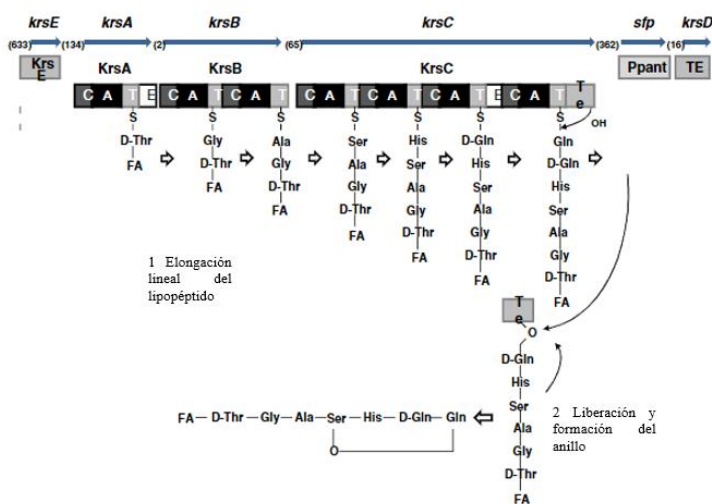 krsE krsA krsB krsC sfp krsD
(633) (134) (2) (65) (362) (16)
Krs
E
KrsA KrsB KrsC Ppant TE
C A T E C A T C A T C A T C A T E C A T Te
S S S S S S S OH
D-Thr
FA
Gly
D-Thr
FA
Ala
Gly
D-Thr
FA
Ser
Ala
Gly
D-Thr
FA
His
Ser
Ala
Gly
D-Thr
FA
D-Gln
His
Ser
Ala
Gly
D-Thr
FA
Gln
D-Gln
His
Ser
Ala
Gly
D-Thr
FA
1 Elongación
lineal del
lipopéptido
Te
O
D-Gln
His
Ser
Ala
Gly
D-Thr
FA
2 Liberación y
formación del
anillo
FA D-Thr Gly Ala Ser His D-Gln Gln
O